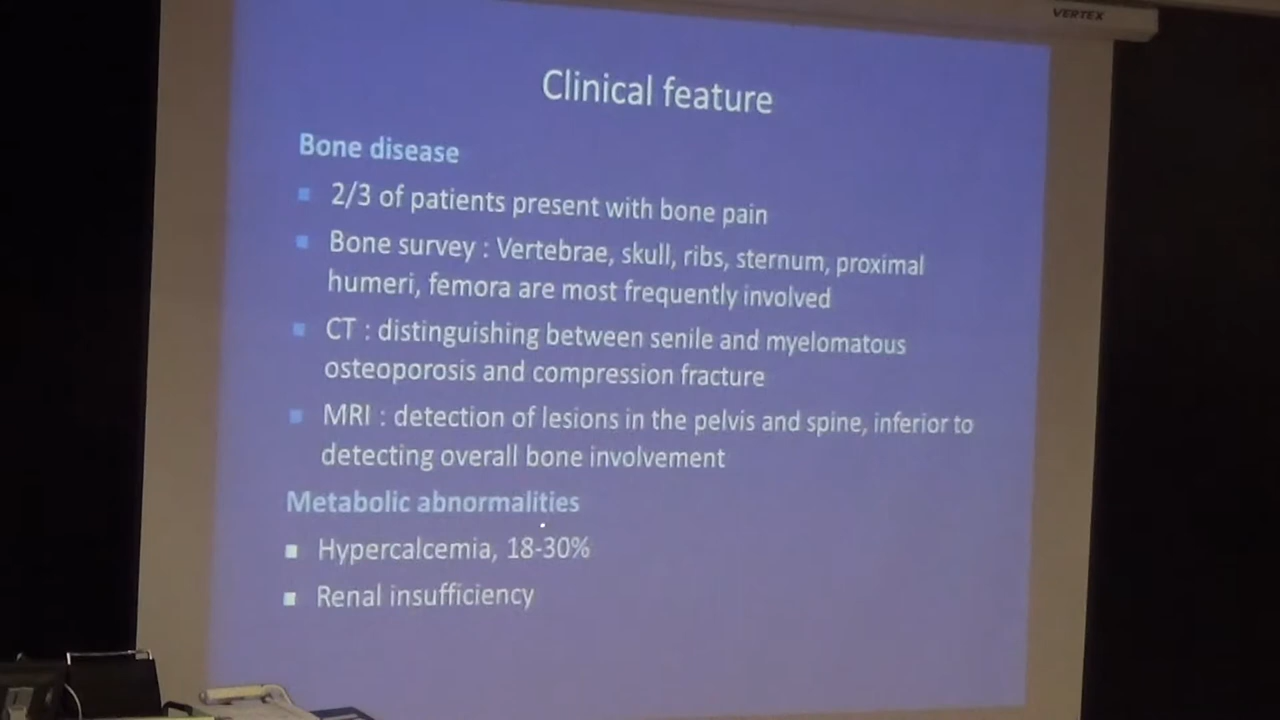 VERTEX
Clinical feature
Bone disease
2/3 of patients present with bone pain
Bone survey : Vertebrae, skull, ribs, sternum, proximal
humeri, femora are most frequently involved
CT : distinguishing between senile and myelomatous
osteoporosis and compression fracture
MRI : detection of lesions in the pelvis and spine, inferior to
detecting overall bone involvement
Metabolic abnormalities
Hypercalcemia, 18-30%
Renal insufficiency